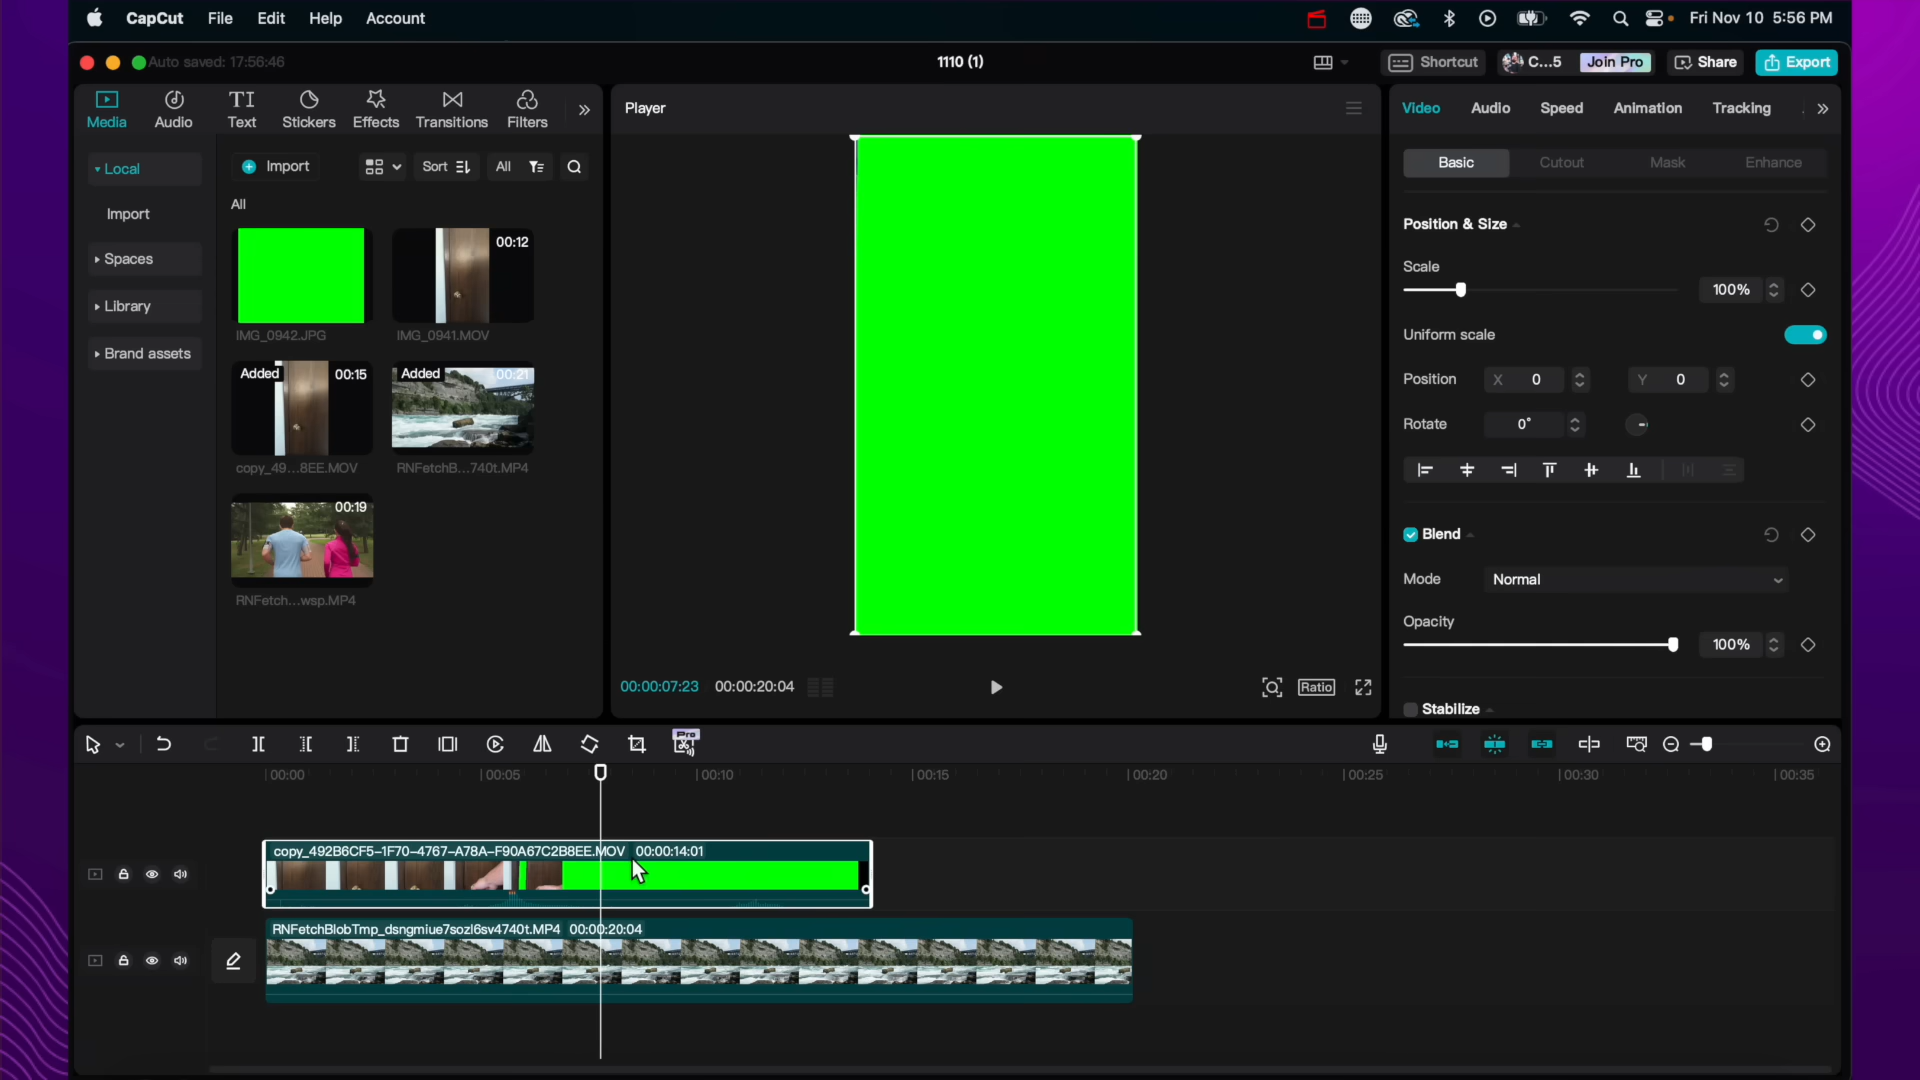 CapCut File Edit Help Account
Fri Nov 10 5:56 PM
Auto saved: 17:56:46
1110 (1)
Shortcut
C...5
Join Pro
Share
Export
Media
Audio
Text
Stickers
Effects
Transitions
Filters
Local
Import
Spaces
Library
Brand assets
Import
Sort
All
All
IMG_0942.JPG
00:12
IMG_0941.MOV
Added
00:15
copy_49...8EE.MOV
Added
00:21
RNFetchB...740t.MP4
00:19
RNFetch...wsp.MP4
Player
00:00:07:23
00:00:20:04
Ratio
Video
Audio
Speed
Animation
Tracking
Basic
Cutout
Mask
Enhance
Position & Size
Scale
100%
Uniform scale
Position
X 0
Y 0
Rotate
0°
Blend
Mode
Normal
Opacity
100%
Stabilize
Pro
00:00
00:05
00:10
00:15
00:20
00:25
00:30
00:35
copy_492B6CF5-1F70-4767-A78A-F90A67C2B8EE.MOV 00:00:14:01
RNFetchBlobTmp_dsngmiue7sozl6sv4740t.MP4 00:00:20:04